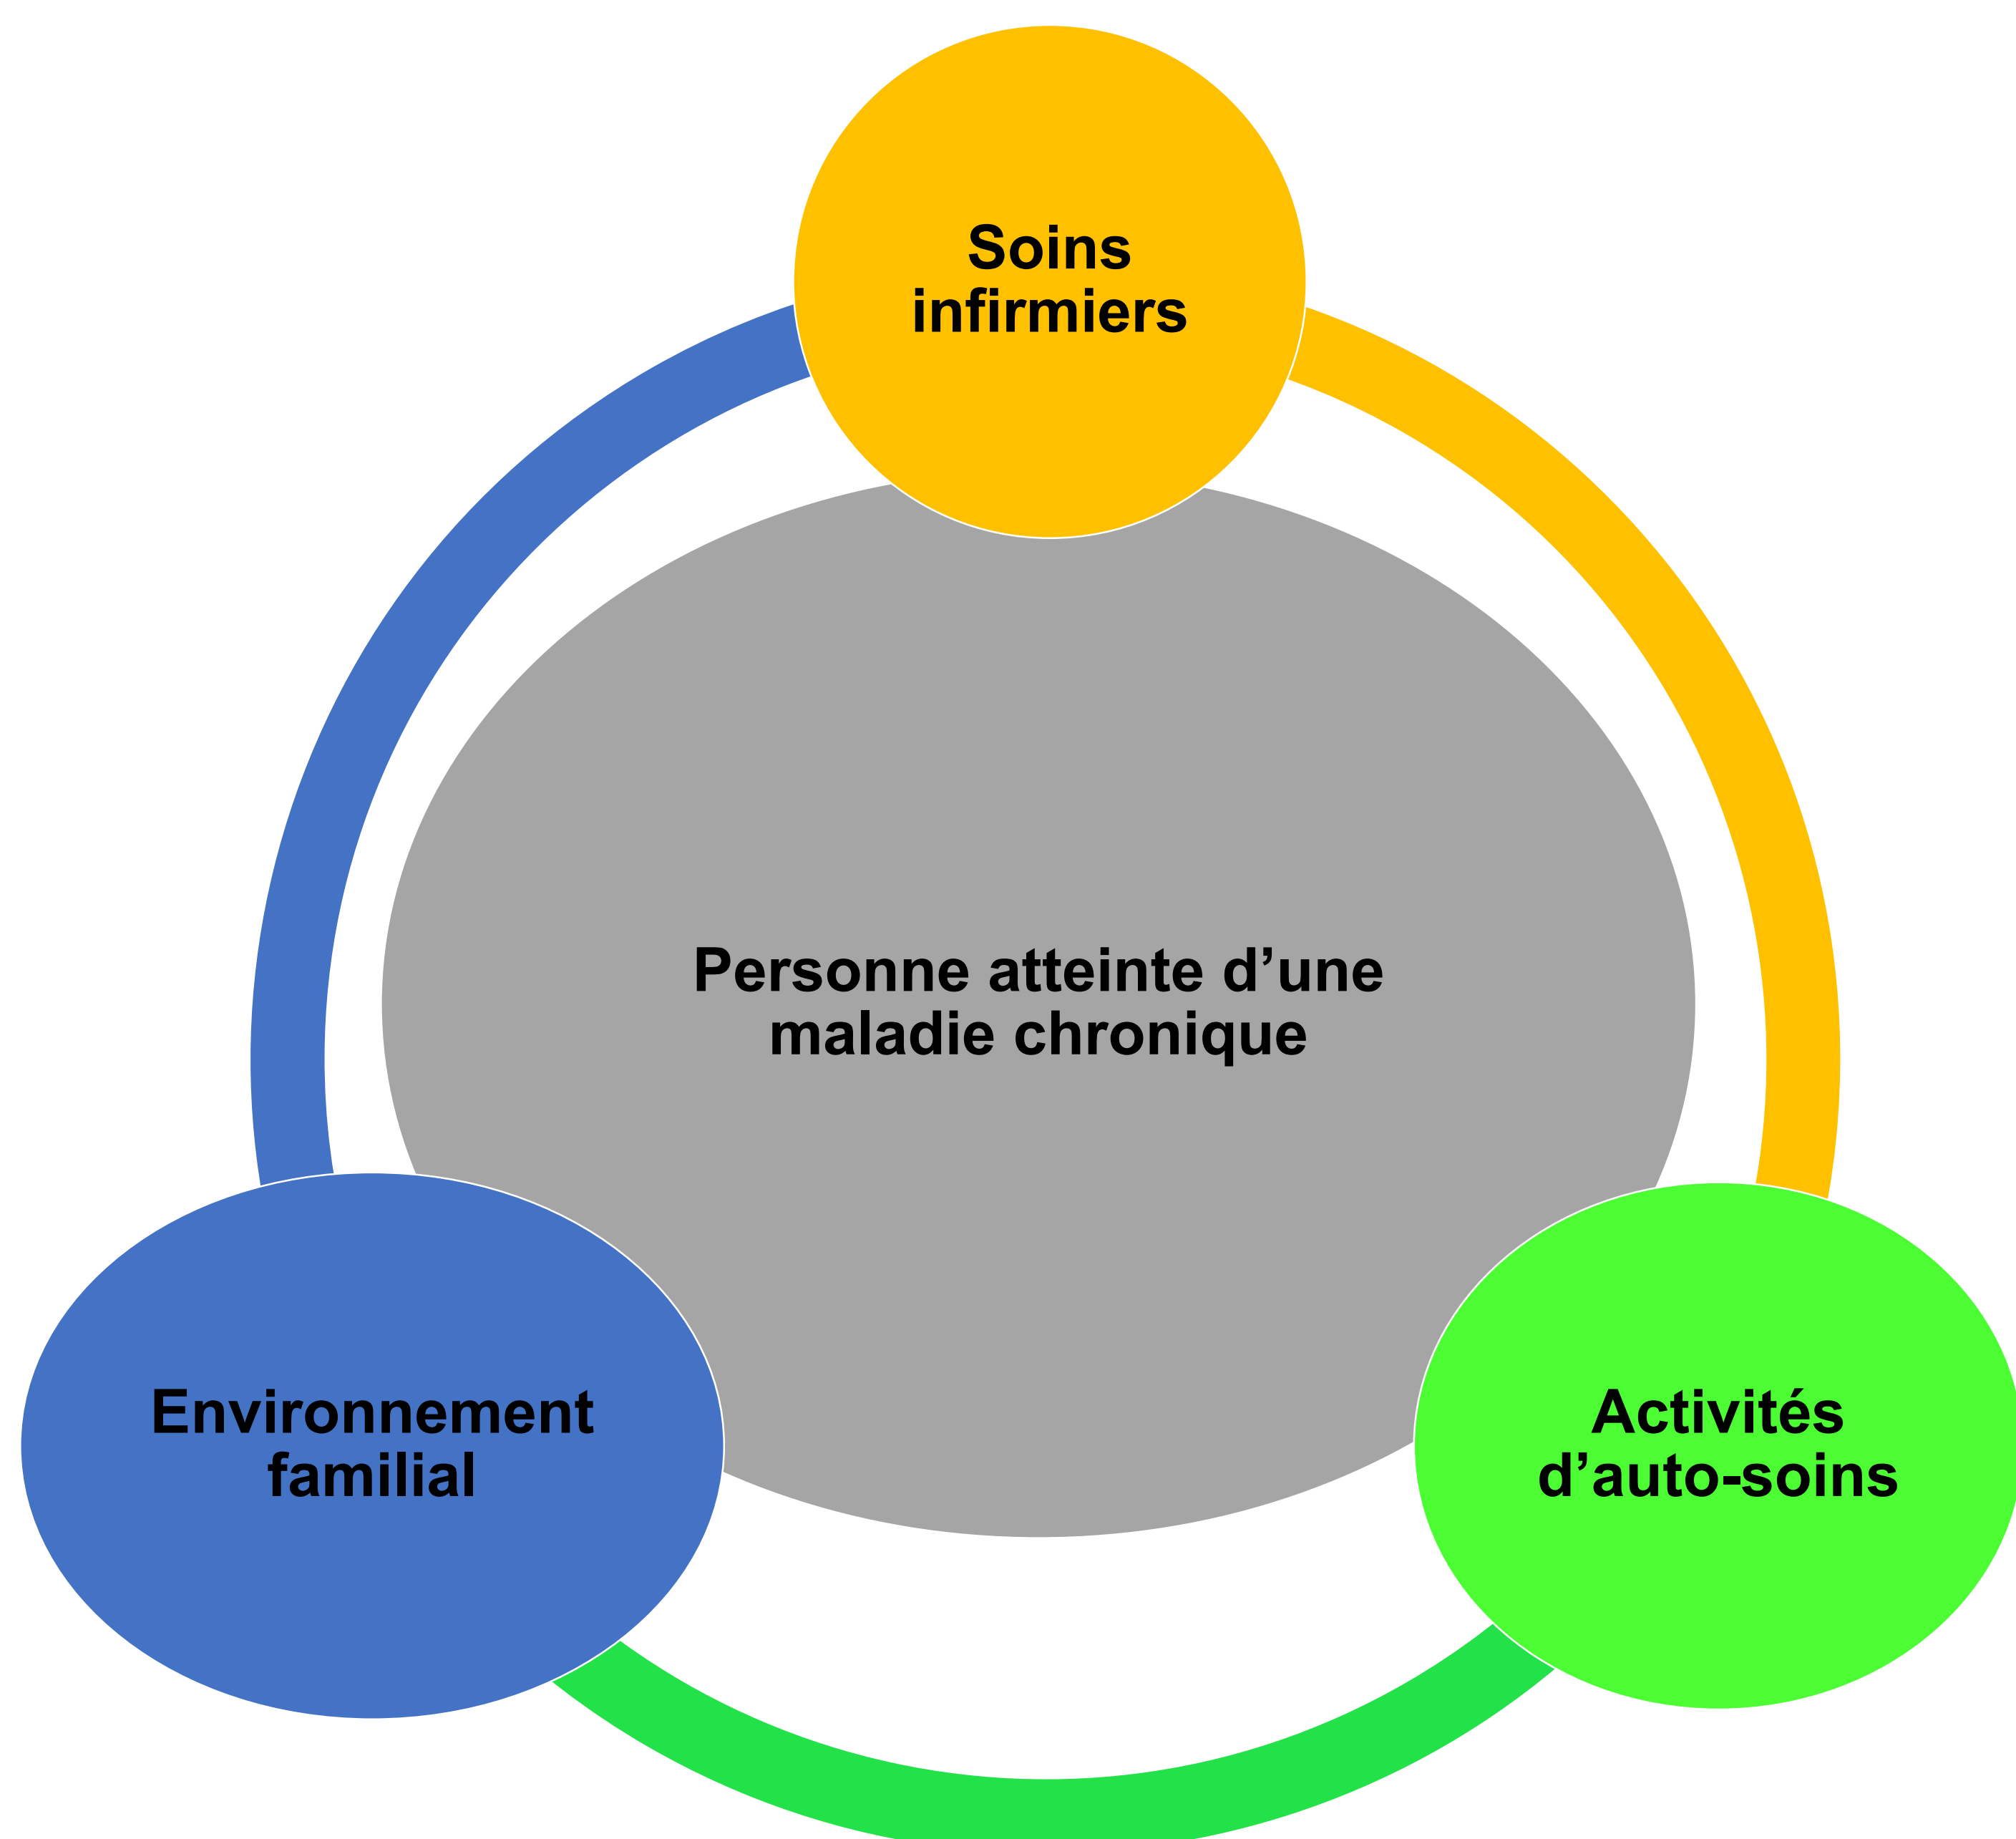 Soins
infirmiers
Personne atteinte d’une
maladie chronique
Environnement
familial
Activités
d’auto-soins